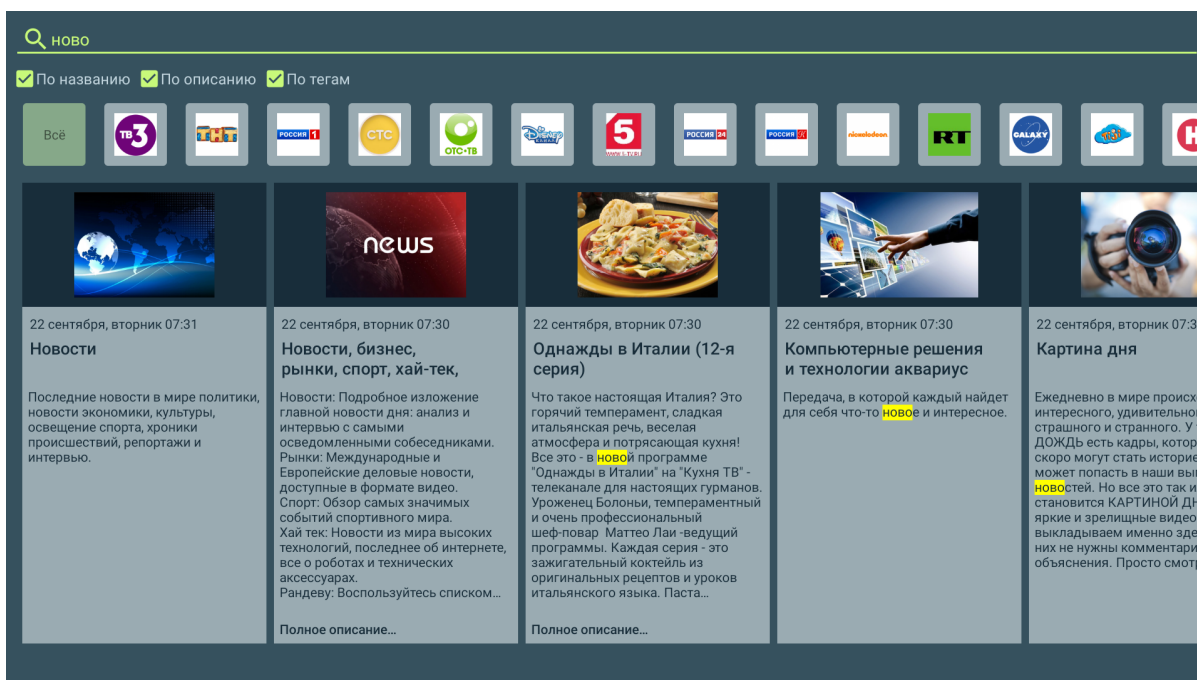 ново
По названию По описанию По тегам
Всё
ТВ3
ТНТ
РОССИЯ 1
СТС
ОТС·ТВ
Disney
5
WWW.5-TV.RU
РОССИЯ 24
РОССИЯ К
nickelodeon
RT
GALAXY
news
22 сентября, вторник 07:31
Новости
Последние новости в мире политики,
новости экономики, культуры,
освещение спорта, хроники
происшествий, репортажи и
интервью.
22 сентября, вторник 07:30
Новости, бизнес,
рынки, спорт, хай-тек,
Новости: Подробное изложение
главной новости дня: анализ и
интервью с самыми
осведомленными собеседниками.
Рынки: Международные и
Европейские деловые новости,
доступные в формате видео.
Спорт: Обзор самых значимых
событий спортивного мира.
Хай тек: Новости из мира высоких
технологий, последнее об интернете,
все о роботах и технических
аксессуарах.
Рандеву: Воспользуйтесь списком…
Полное описание…
22 сентября, вторник 07:30
Однажды в Италии (12-я
серия)
Что такое настоящая Италия? Это
горячий темперамент, сладкая
итальянская речь, веселая
атмосфера и потрясающая кухня!
Все это - в новой программе
"Однажды в Италии" на "Кухня ТВ" -
телеканале для настоящих гурманов.
Уроженец Болоньи, темпераментный
и очень профессиональный
шеф-повар Маттео Лаи -ведущий
программы. Каждая серия - это
зажигательный коктейль из
оригинальных рецептов и уроков
итальянского языка. Паста…
Полное описание…
22 сентября, вторник 07:30
Компьютерные решения
и технологии аквариус
Передача, в которой каждый найдет
для себя что-то новое и интересное.
22 сентября, вторник 07:3
Картина дня
Ежедневно в мире происх
интересного, удивительно
страшного и странного. У
ДОЖДЬ есть кадры, котор
скоро могут стать историе
может попасть в наши вы
новостей. Но все это так и
становится КАРТИНОЙ ДН
яркие и зрелищные видео
выкладываем именно зде
них не нужны комментари
объяснения. Просто смотр